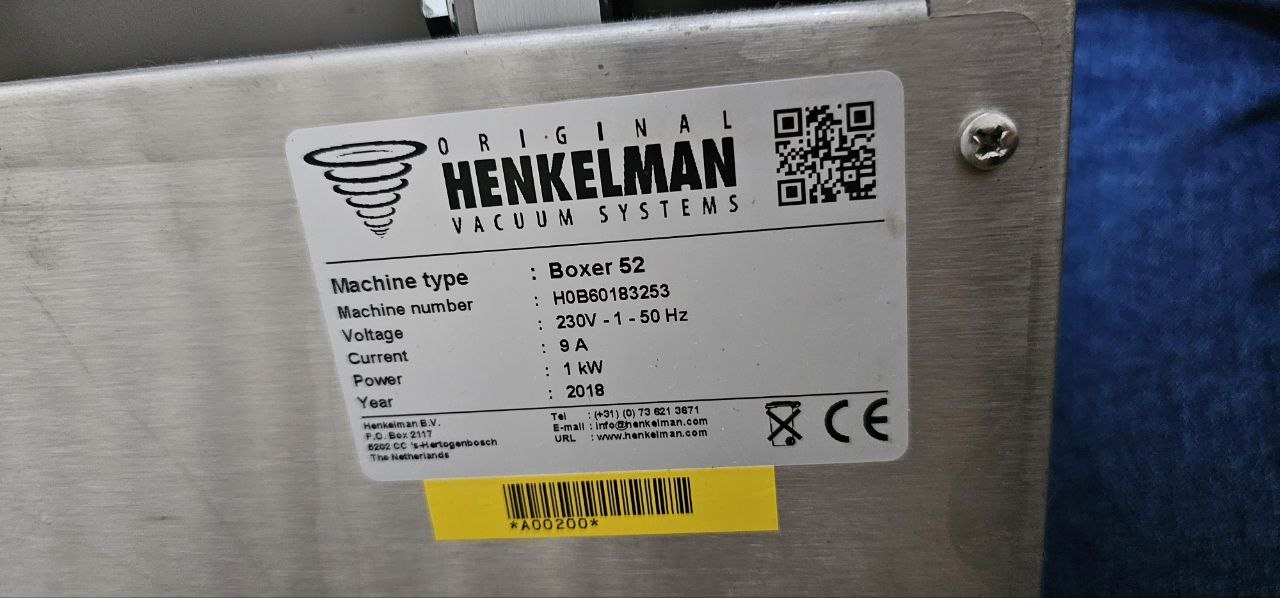 ORIGINAL
HENKELMAN
VACUUM SYSTEMS
Machine type : Boxer 52
Machine number : H0B60183253
Voltage : 230V - 1 - 50 Hz
Current : 9 A
Power : 1 kW
Year : 2018
Henkelman B.V.
P.O. Box 2117
5202 CC 's-Hertogenbosch
The Netherlands
Tel : (+31) (0) 73 621 3671
E-mail : info@henkelman.com
URL : www.henkelman.com
CE
*A00200*